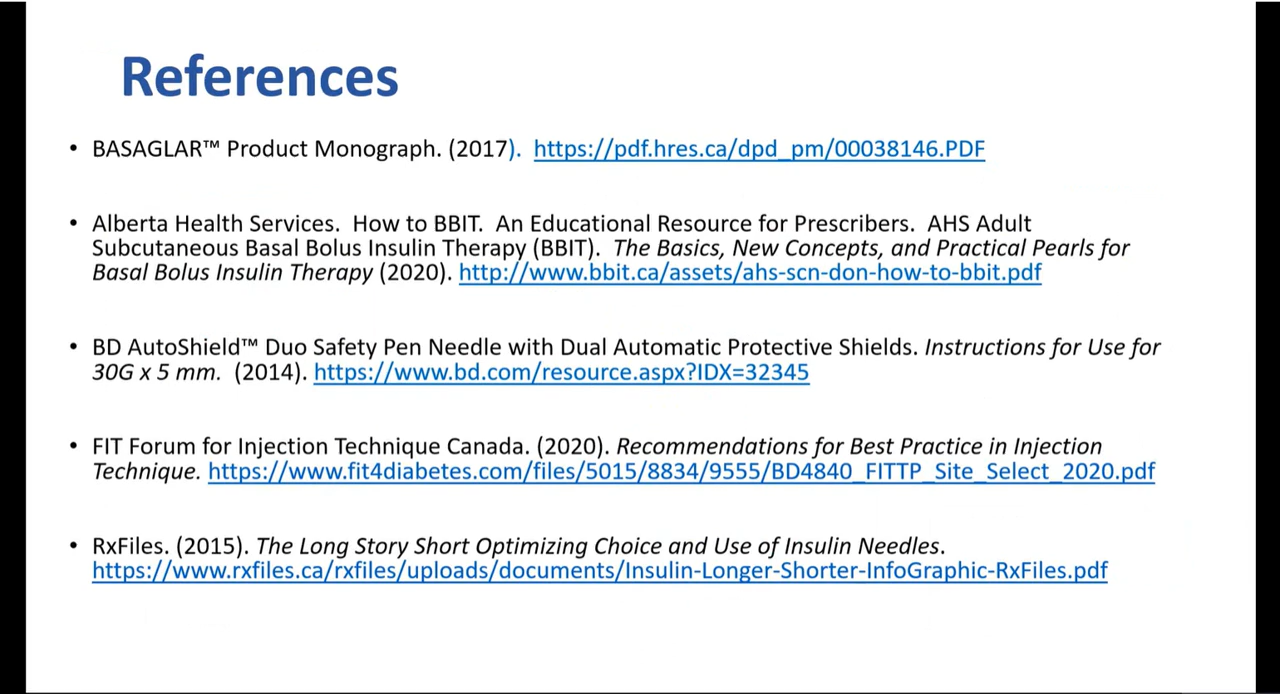 References
• BASAGLAR™ Product Monograph. (2017). https://pdf.hres.ca/dpd_pm/00038146.PDF
• Alberta Health Services. How to BBIT. An Educational Resource for Prescribers. AHS Adult
Subcutaneous Basal Bolus Insulin Therapy (BBIT). The Basics, New Concepts, and Practical Pearls for
Basal Bolus Insulin Therapy (2020). http://www.bbit.ca/assets/ahs-scn-don-how-to-bbit.pdf
• BD AutoShield™ Duo Safety Pen Needle with Dual Automatic Protective Shields. Instructions for Use for
30G x 5 mm. (2014). https://www.bd.com/resource.aspx?IDX=32345
• FIT Forum for Injection Technique Canada. (2020). Recommendations for Best Practice in Injection
Technique. https://www.fit4diabetes.com/files/5015/8834/9555/BD4840_FITTP_Site_Select_2020.pdf
• RxFiles. (2015). The Long Story Short Optimizing Choice and Use of Insulin Needles.
https://www.rxfiles.ca/rxfiles/uploads/documents/Insulin-Longer-Shorter-InfoGraphic-RxFiles.pdf